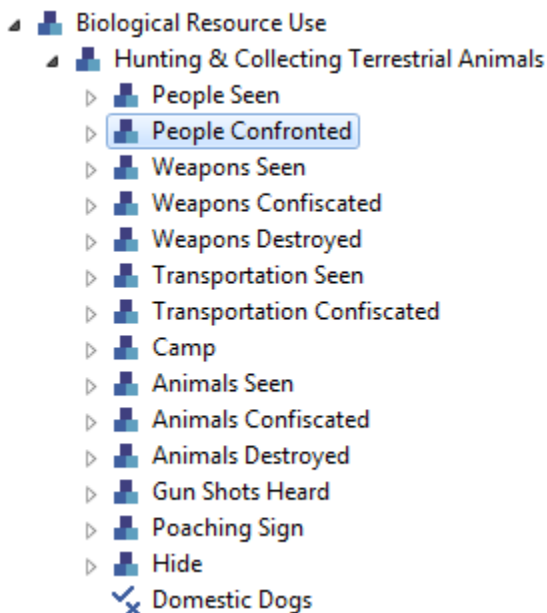 Biological Resource Use
Hunting & Collecting Terrestrial Animals
People Seen
People Confronted
Weapons Seen
Weapons Confiscated
Weapons Destroyed
Transportation Seen
Transportation Confiscated
Camp
Animals Seen
Animals Confiscated
Animals Destroyed
Gun Shots Heard
Poaching Sign
Hide
Domestic Dogs